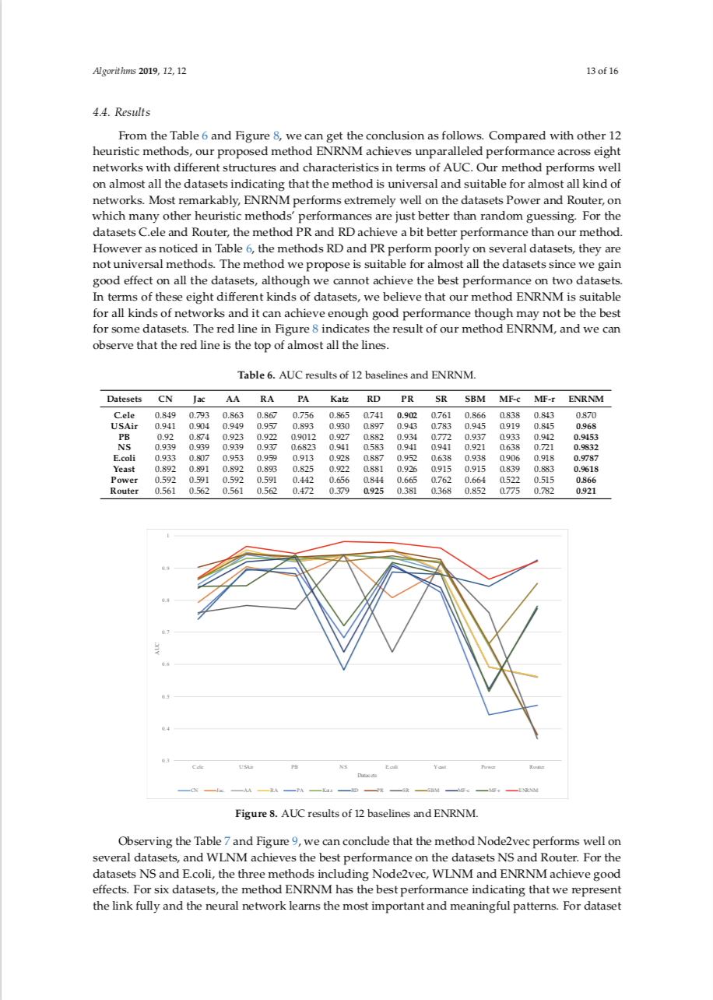 Algorithms 2019, 12, 12 13 of 16
4.4. Results
From the Table 6 and Figure 8, we can get the conclusion as follows. Compared with other 12
heuristic methods, our proposed method ENRNM achieves unparalleled performance across eight
networks with different structures and characteristics in terms of AUC. Our method performs well
on almost all the datasets indicating that the method is universal and suitable for almost all kind of
networks. Most remarkably, ENRNM performs extremely well on the datasets Power and Router, on
which many other heuristic methods' performances are just better than random guessing. For the
datasets C.ele and Router, the method PR and RD achieve a bit better performance than our method.
However as noticed in Table 6, the methods RD and PR perform poorly on several datasets, they are
not universal methods. The method we propose is suitable for almost all the datasets since we gain
good effect on all the datasets, although we cannot achieve the best performance on two datasets.
In terms of these eight different kinds of datasets, we believe that our method ENRNM is suitable
for all kinds of networks and it can achieve enough good performance though may not be the best
for some datasets. The red line in Figure 8 indicates the result of our method ENRNM, and we can
observe that the red line is the top of almost all the lines.
Table 6. AUC results of 12 baselines and ENRNM.
Datesets CN Jac AA RA PA Katz RD PR SR SBM MF-c MF-r ENRNM
C.ele 0.849 0.793 0.863 0.867 0.756 0.865 0.741 0.902 0.761 0.866 0.838 0.843 0.870
USAir 0.941 0.904 0.949 0.957 0.893 0.930 0.897 0.943 0.783 0.945 0.919 0.845 0.968
PB 0.92 0.874 0.923 0.922 0.9012 0.927 0.882 0.934 0.772 0.937 0.933 0.942 0.9453
NS 0.939 0.939 0.939 0.937 0.6823 0.941 0.583 0.941 0.941 0.921 0.638 0.721 0.9832
E.coli 0.933 0.807 0.953 0.959 0.913 0.928 0.887 0.952 0.638 0.938 0.906 0.918 0.9787
Yeast 0.892 0.891 0.892 0.893 0.825 0.922 0.881 0.926 0.915 0.915 0.839 0.883 0.9618
Power 0.592 0.591 0.592 0.591 0.442 0.656 0.844 0.665 0.762 0.664 0.522 0.515 0.866
Router 0.561 0.562 0.561 0.562 0.472 0.379 0.925 0.381 0.368 0.852 0.775 0.782 0.921
1
0.9
0.8
0.7
AUC
0.6
0.5
0.4
0.3
C.ele USAir PB NS E.coli Yeast Power Router
Datasets
CN Jac AA RA PA Katz RD PR SR SBM MF-c MF-r ENRNM
Figure 8. AUC results of 12 baselines and ENRNM.
Observing the Table 7 and Figure 9, we can conclude that the method Node2vec performs well on
several datasets, and WLNM achieves the best performance on the datasets NS and Router. For the
datasets NS and E.coli, the three methods including Node2vec, WLNM and ENRNM achieve good
effects. For six datasets, the method ENRNM has the best performance indicating that we represent
the link fully and the neural network learns the most important and meaningful patterns. For dataset